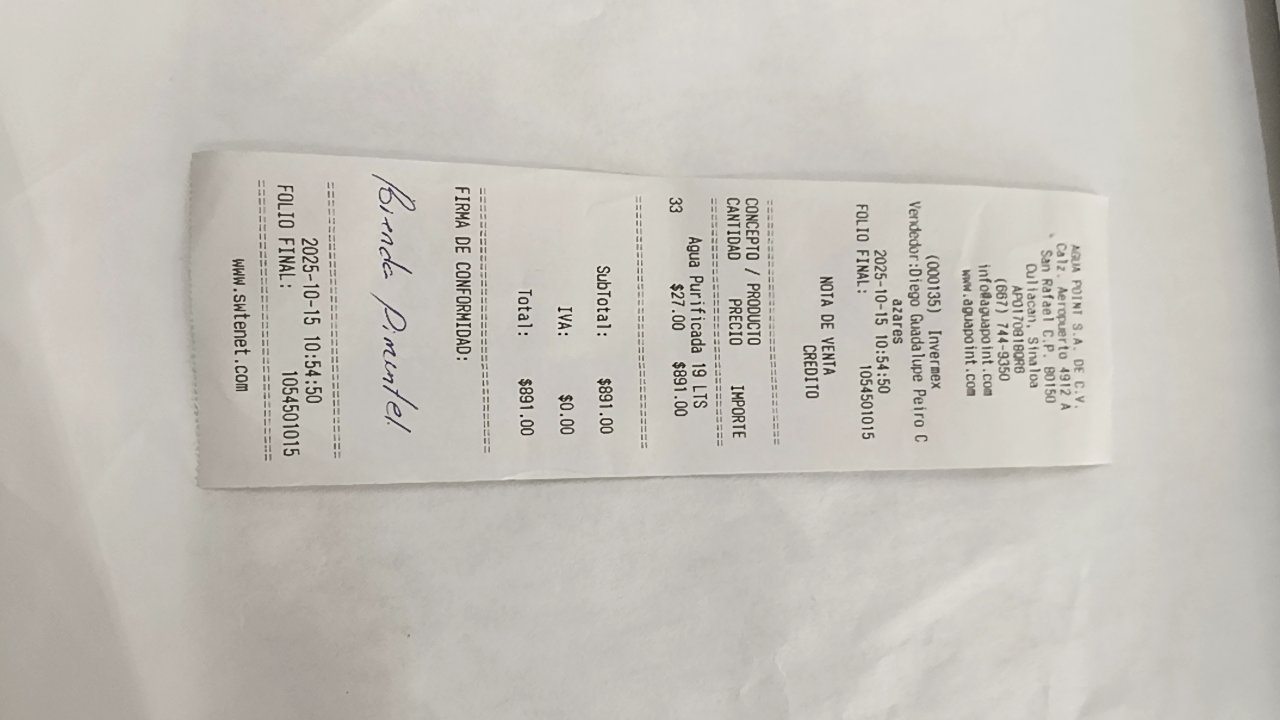 AGUA POINT S.A. DE C.V.
Calz. Aeropuerto 4912 A
San Rafael C.P. 80150
Culiacan, Sinaloa
APO170818QR6
(667) 744-9350
info@aguapoint.com
www.aguapoint.com
(000135) Invermex
Vendedor:Diego Guadalupe Peiro C
azares
2025-10-15 10:54:50
FOLIO FINAL: 1054501015
NOTA DE VENTA
CREDITO
CONCEPTO / PRODUCTO
CANTIDAD PRECIO IMPORTE
Agua Purificada 19 LTS
33 $27.00 $891.00
SubTotal: $891.00
IVA: $0.00
Total: $891.00
FIRMA DE CONFORMIDAD:
Brenda Pimentel
2025-10-15 10:54:50
FOLIO FINAL: 1054501015
www.swtenet.com